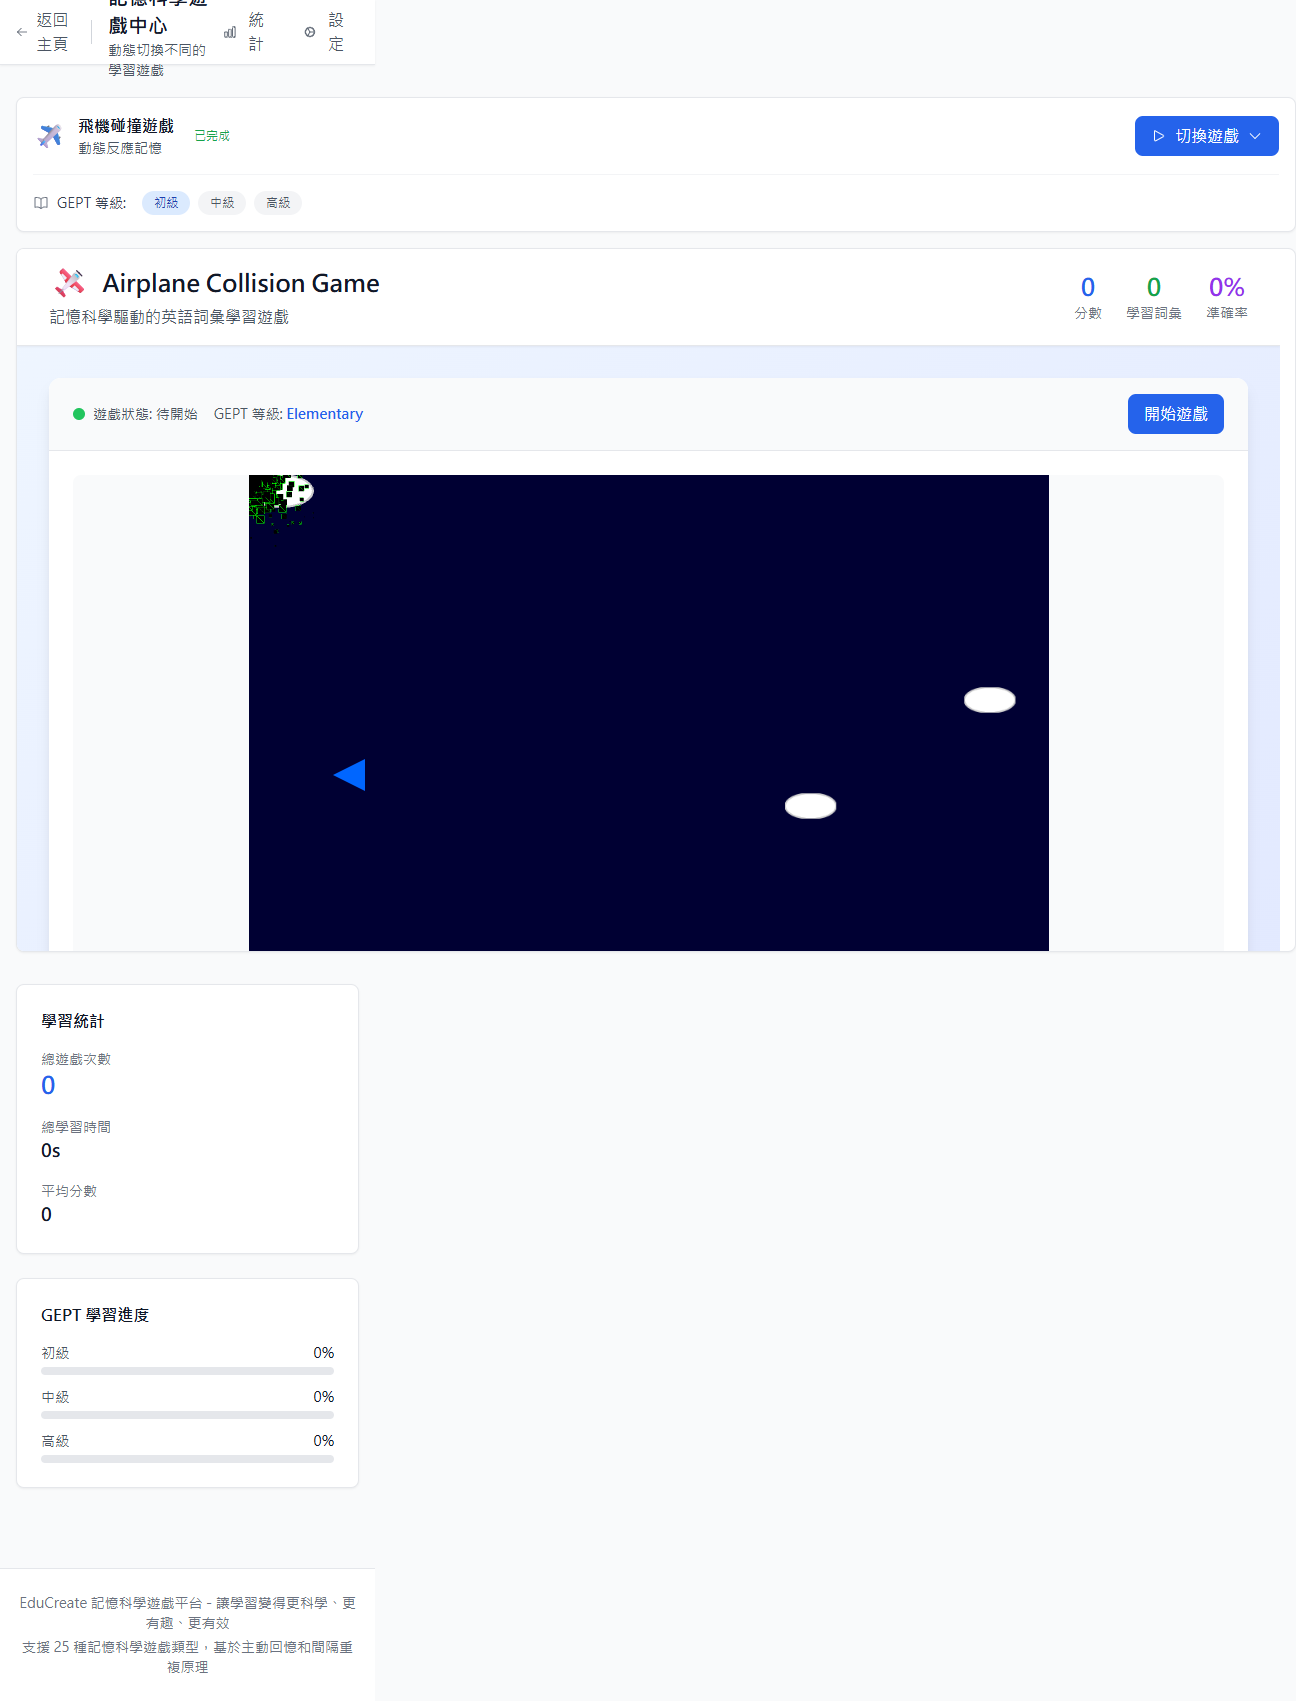 返回
主頁
記憶科學遊
戲中心
動態切換不同的
學習遊戲
統
計
設
定
飛機碰撞遊戲
動態反應記憶
已完成
切換遊戲
GEPT 等級:
初級
中級
高級
Airplane Collision Game
記憶科學驅動的英語詞彙學習遊戲
0
分數
0
學習詞彙
0%
準確率
遊戲狀態: 待開始
GEPT 等級: Elementary
開始遊戲
學習統計
總遊戲次數
0
總學習時間
0s
平均分數
0
GEPT 學習進度
初級
0%
中級
0%
高級
0%
EduCreate 記憶科學遊戲平台 - 讓學習變得更科學、更
有趣、更有效
支援 25 種記憶科學遊戲類型，基於主動回憶和間隔重
複原理